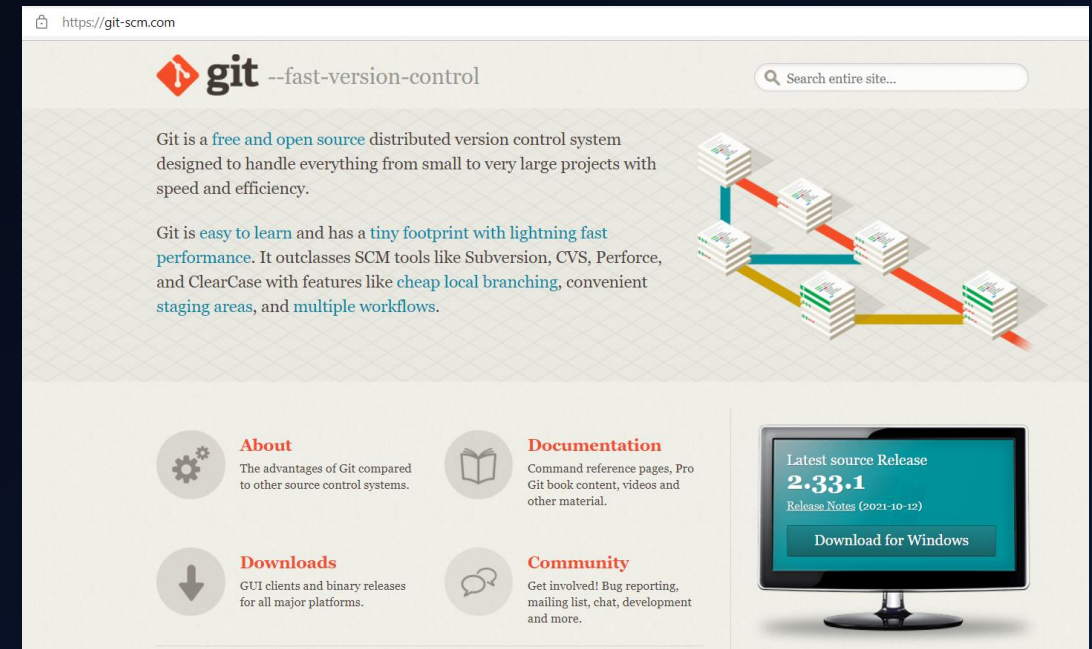 https://git-scm.com
git --fast-version-control
Search entire site...
Git is a free and open source distributed version control system
designed to handle everything from small to very large projects with
speed and efficiency.
Git is easy to learn and has a tiny footprint with lightning fast
performance. It outclasses SCM tools like Subversion, CVS, Perforce,
and ClearCase with features like cheap local branching, convenient
staging areas, and multiple workflows.
About
The advantages of Git compared
to other source control systems.
Documentation
Command reference pages, Pro
Git book content, videos and
other material.
Downloads
GUI clients and binary releases
for all major platforms.
Community
Get involved! Bug reporting,
mailing list, chat, development
and more.
Latest source Release
2.33.1
Release Notes (2021-10-12)
Download for Windows